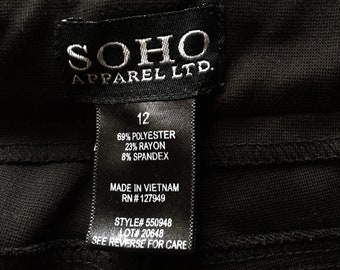 SOHO
APPAREL LTD.
12
69% POLYESTER
23% RAYON
8% SPANDEX
MADE IN VIETNAM
RN # 127949
STYLE# 550948
LOT# 20648
SEE REVERSE FOR CARE